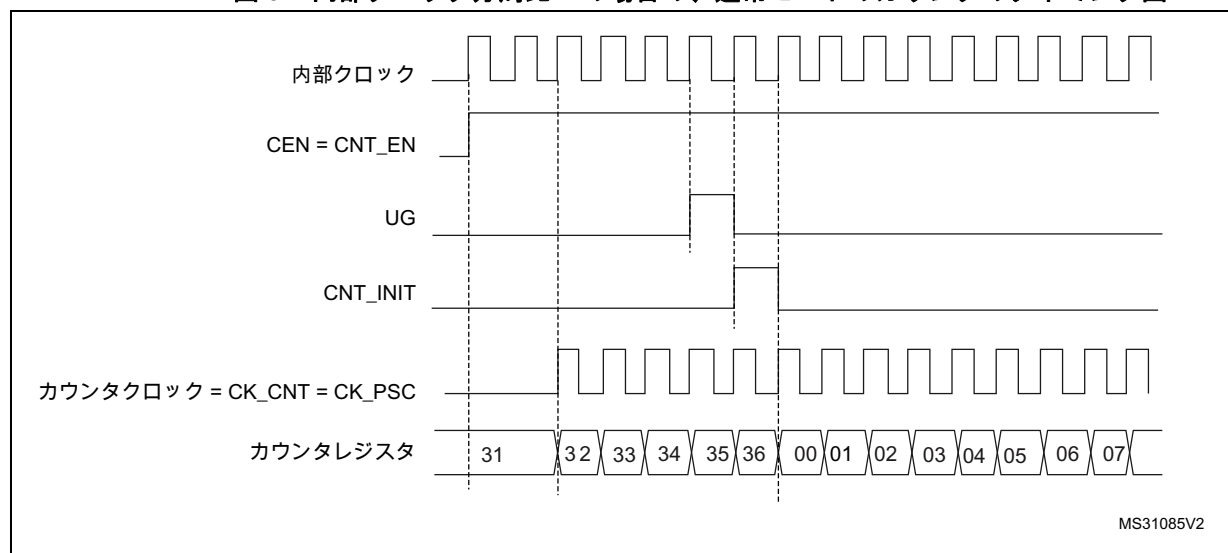 内部クロック
CEN = CNT_EN
UG
CNT_INIT
カウンタクロック = CK_CNT = CK_PSC
カウンタレジスタ 31 32 33 34 35 36 00 01 02 03 04 05 06 07
MS31085V2